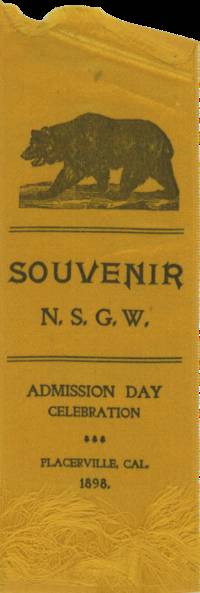 SOUVENIR
N. S. G. W.
ADMISSION DAY
CELEBRATION
PLACERVILLE, CAL.
1898.